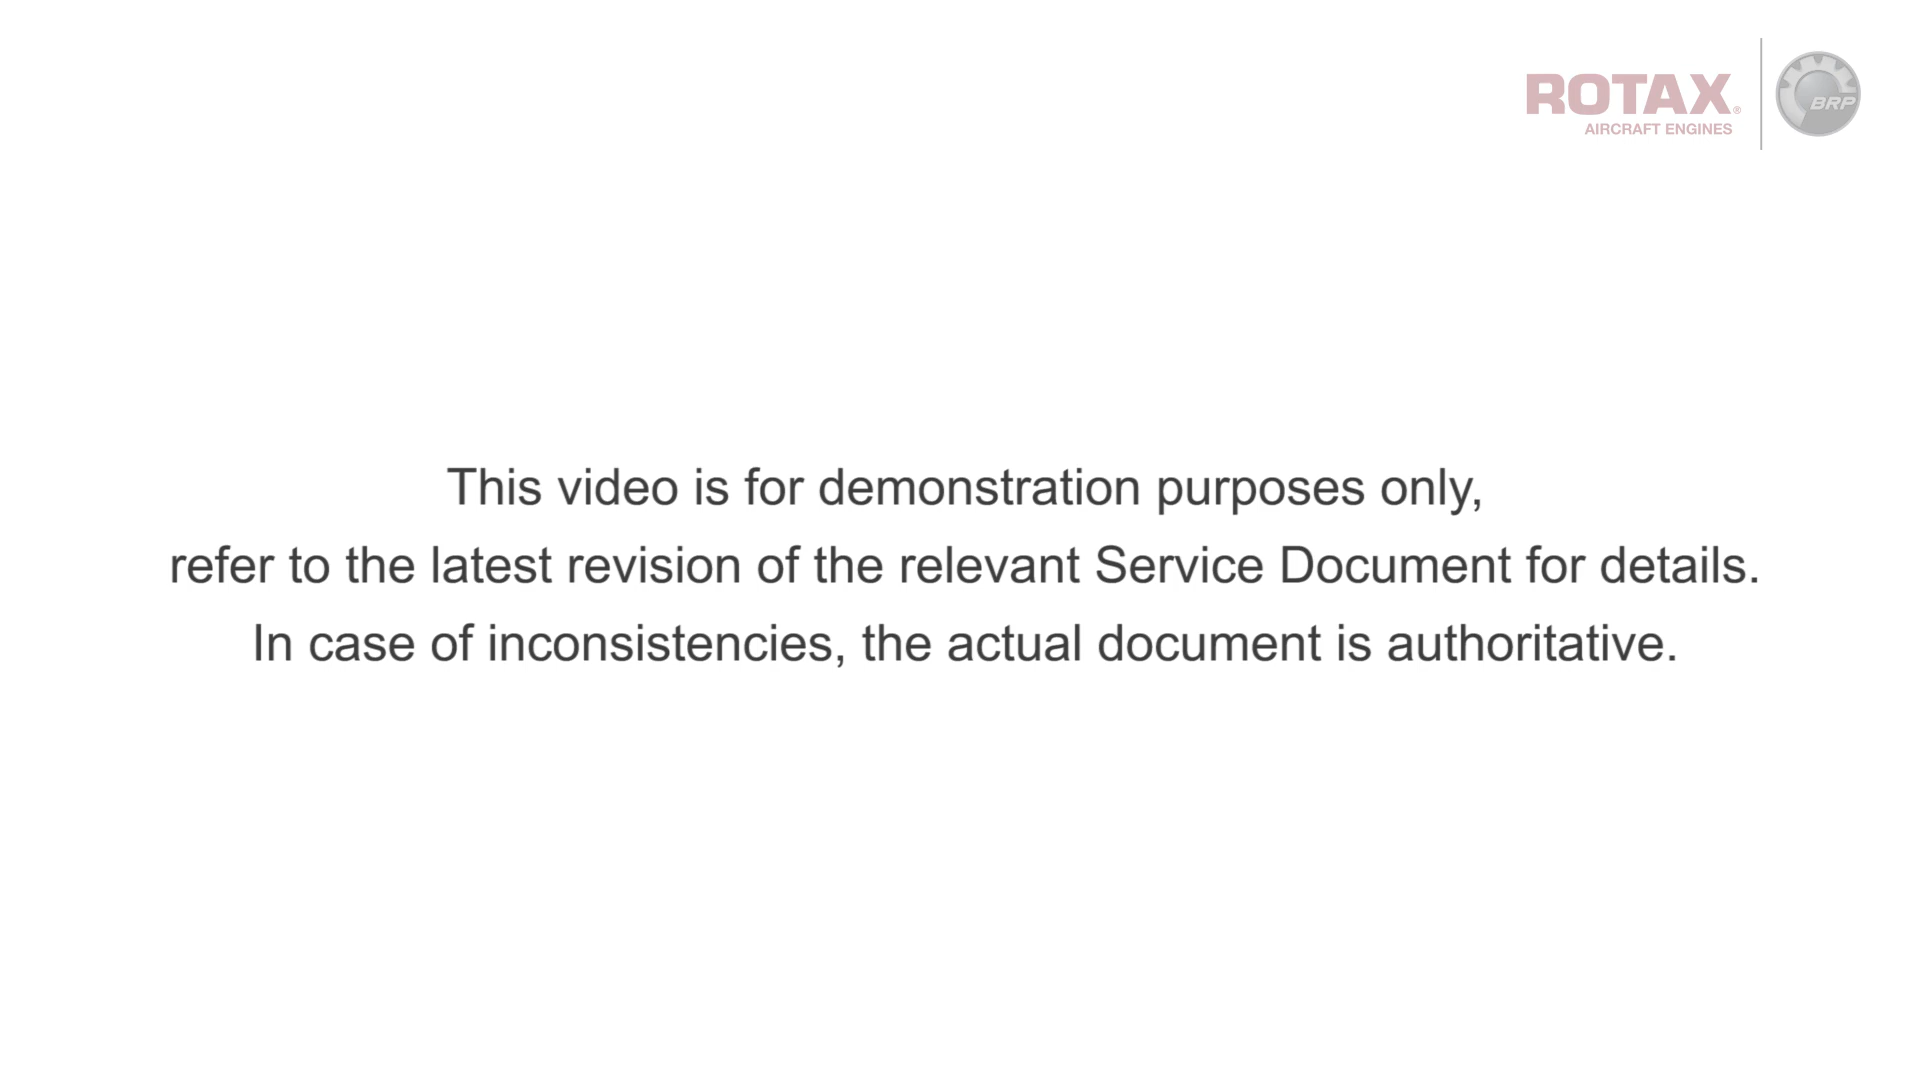 ROTAX®
AIRCRAFT ENGINES
BRP
This video is for demonstration purposes only,
refer to the latest revision of the relevant Service Document for details.
In case of inconsistencies, the actual document is authoritative.